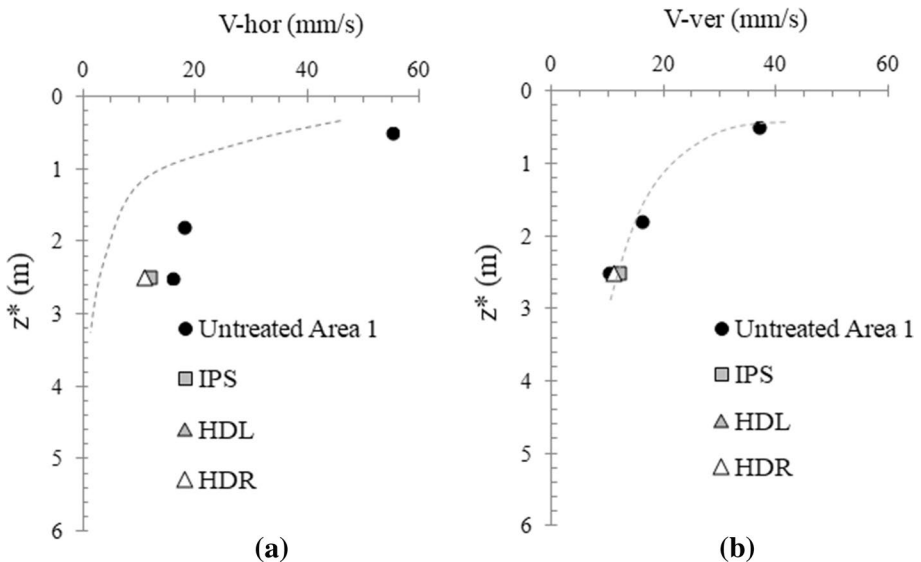 V-hor (mm/s)
0 20 40 60
0
1
2
3
4
5
6
z* (m)
Untreated Area 1
IPS
HDL
HDR
(a)
V-ver (mm/s)
0 20 40 60
0
1
2
3
4
5
6
z* (m)
Untreated Area 1
IPS
HDL
HDR
(b)